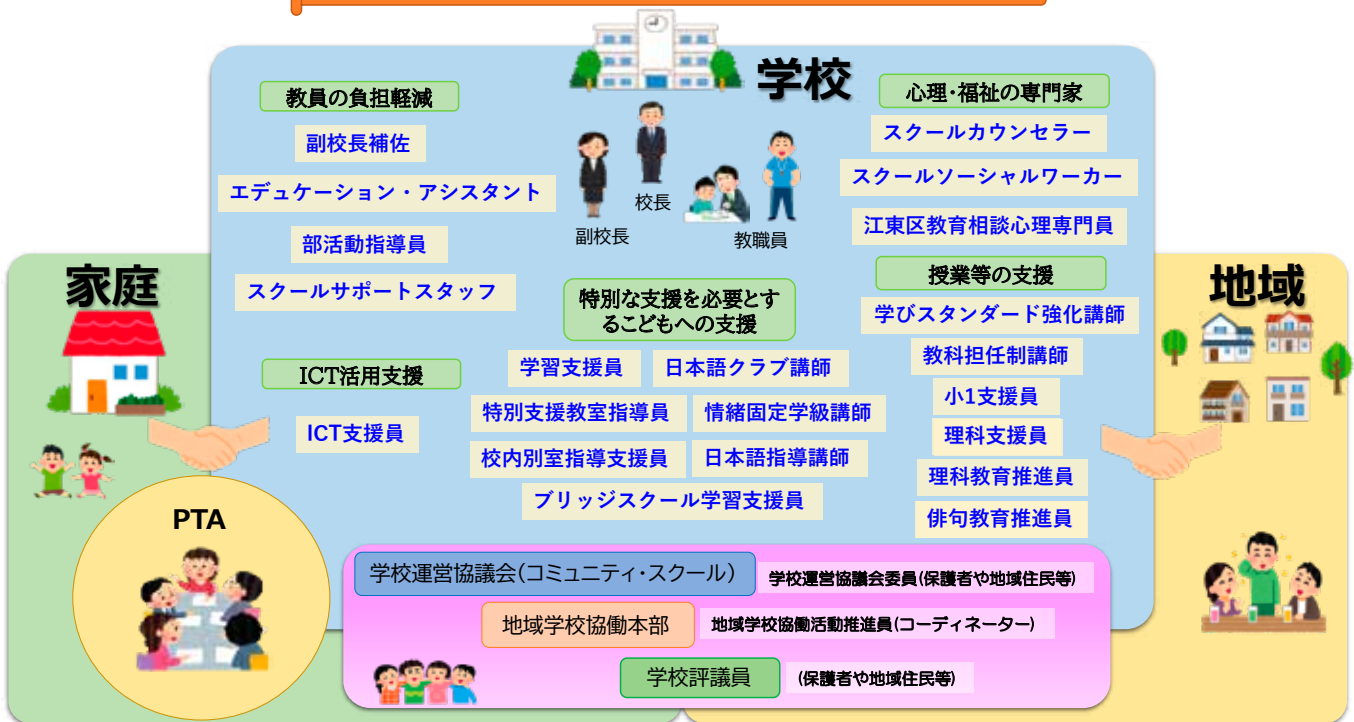 学校
教員の負担軽減
副校長補佐
エデュケーション・アシスタント
部活動指導員
スクールサポートスタッフ
校長
副校長
教職員
心理・福祉の専門家
スクールカウンセラー
スクールソーシャルワーカー
江東区教育相談心理専門員
家庭
ICT活用支援
ICT支援員
特別な支援を必要とす
るこどもへの支援
学習支援員
日本語クラブ講師
特別支援教室指導員
情緒固定学級講師
校内別室指導支援員
日本語指導講師
ブリッジスクール学習支援員
授業等の支援
学びスタンダード強化講師
教科担任制講師
小1支援員
理科支援員
理科教育推進員
俳句教育推進員
地域
PTA
学校運営協議会(コミュニティ・スクール)
学校運営協議会委員(保護者や地域住民等)
地域学校協働本部
地域学校協働活動推進員(コーディネーター)
学校評議員
(保護者や地域住民等)